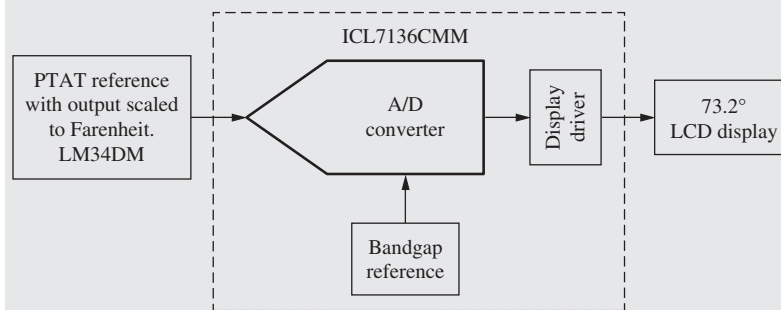 ICL7136CMM
PTAT reference
with output scaled
to Farenheit.
LM34DM
A/D
converter
Display
driver
73.2°
LCD display
Bandgap
reference